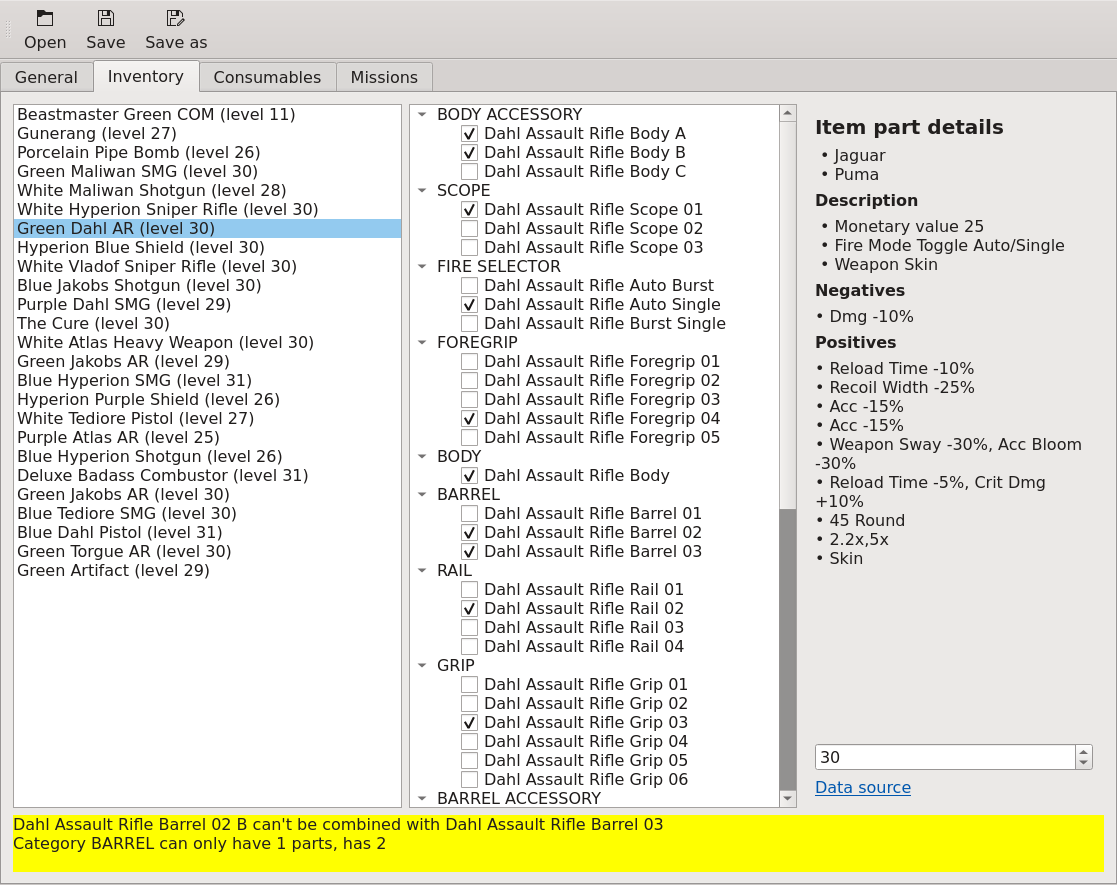 Open Save Save as
General Inventory Consumables Missions
Beastmaster Green COM (level 11)
Gunerang (level 27)
Porcelain Pipe Bomb (level 26)
Green Maliwan SMG (level 30)
White Maliwan Shotgun (level 28)
White Hyperion Sniper Rifle (level 30)
Green Dahl AR (level 30)
Hyperion Blue Shield (level 30)
White Vladof Sniper Rifle (level 30)
Blue Jakobs Shotgun (level 30)
Purple Dahl SMG (level 29)
The Cure (level 30)
White Atlas Heavy Weapon (level 30)
Green Jakobs AR (level 29)
Blue Hyperion SMG (level 31)
Hyperion Purple Shield (level 26)
White Tediore Pistol (level 27)
Purple Atlas AR (level 25)
Blue Hyperion Shotgun (level 26)
Deluxe Badass Combustor (level 31)
Green Jakobs AR (level 30)
Blue Tediore SMG (level 30)
Blue Dahl Pistol (level 31)
Green Torgue AR (level 30)
Green Artifact (level 29)
BODY ACCESSORY
Dahl Assault Rifle Body A
Dahl Assault Rifle Body B
Dahl Assault Rifle Body C
SCOPE
Dahl Assault Rifle Scope 01
Dahl Assault Rifle Scope 02
Dahl Assault Rifle Scope 03
FIRE SELECTOR
Dahl Assault Rifle Auto Burst
Dahl Assault Rifle Auto Single
Dahl Assault Rifle Burst Single
FOREGRIP
Dahl Assault Rifle Foregrip 01
Dahl Assault Rifle Foregrip 02
Dahl Assault Rifle Foregrip 03
Dahl Assault Rifle Foregrip 04
Dahl Assault Rifle Foregrip 05
BODY
Dahl Assault Rifle Body
BARREL
Dahl Assault Rifle Barrel 01
Dahl Assault Rifle Barrel 02
Dahl Assault Rifle Barrel 03
RAIL
Dahl Assault Rifle Rail 01
Dahl Assault Rifle Rail 02
Dahl Assault Rifle Rail 03
Dahl Assault Rifle Rail 04
GRIP
Dahl Assault Rifle Grip 01
Dahl Assault Rifle Grip 02
Dahl Assault Rifle Grip 03
Dahl Assault Rifle Grip 04
Dahl Assault Rifle Grip 05
Dahl Assault Rifle Grip 06
BARREL ACCESSORY
Item part details
• Jaguar
• Puma
Description
• Monetary value 25
• Fire Mode Toggle Auto/Single
• Weapon Skin
Negatives
• Dmg -10%
Positives
• Reload Time -10%
• Recoil Width -25%
• Acc -15%
• Acc -15%
• Weapon Sway -30%, Acc Bloom
-30%
• Reload Time -5%, Crit Dmg
+10%
• 45 Round
• 2.2x,5x
• Skin
30
Data source
Dahl Assault Rifle Barrel 02 B can't be combined with Dahl Assault Rifle Barrel 03
Category BARREL can only have 1 parts, has 2